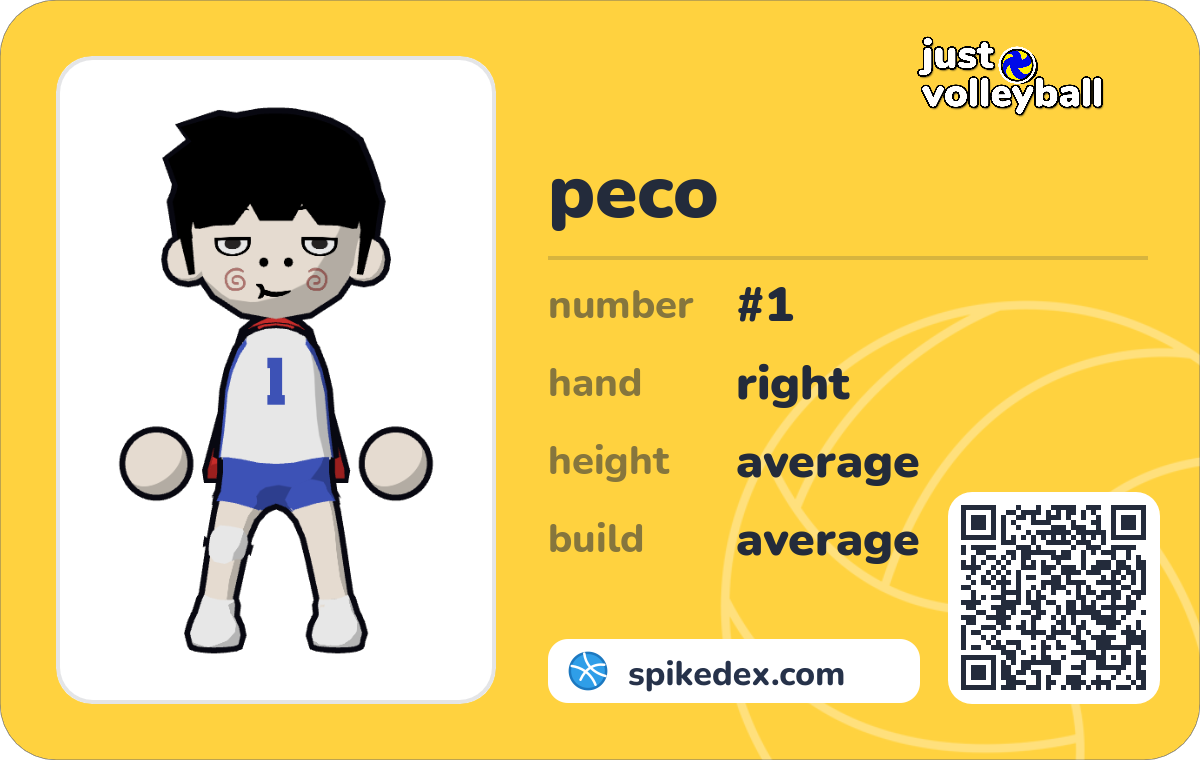 just
volleyball
peco
number #1
hand right
height average
build average
1
spikedex.com